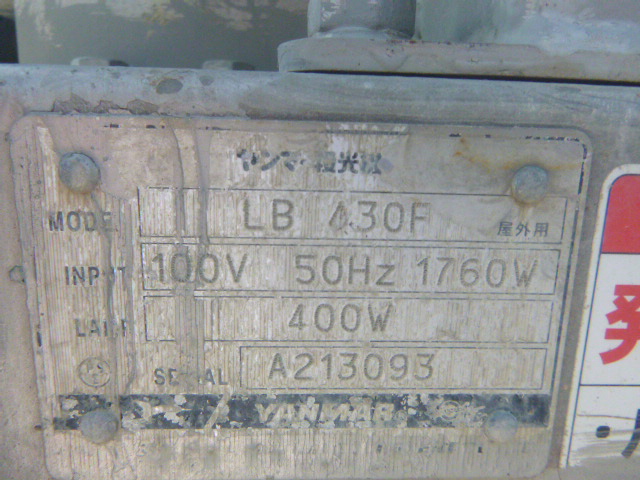 ヤンマー投光機
MODEL LB 430F 屋外用
INPUT 100V 50Hz 1760W
LAMP 400W
SERIAL A213093
YANMAR
発